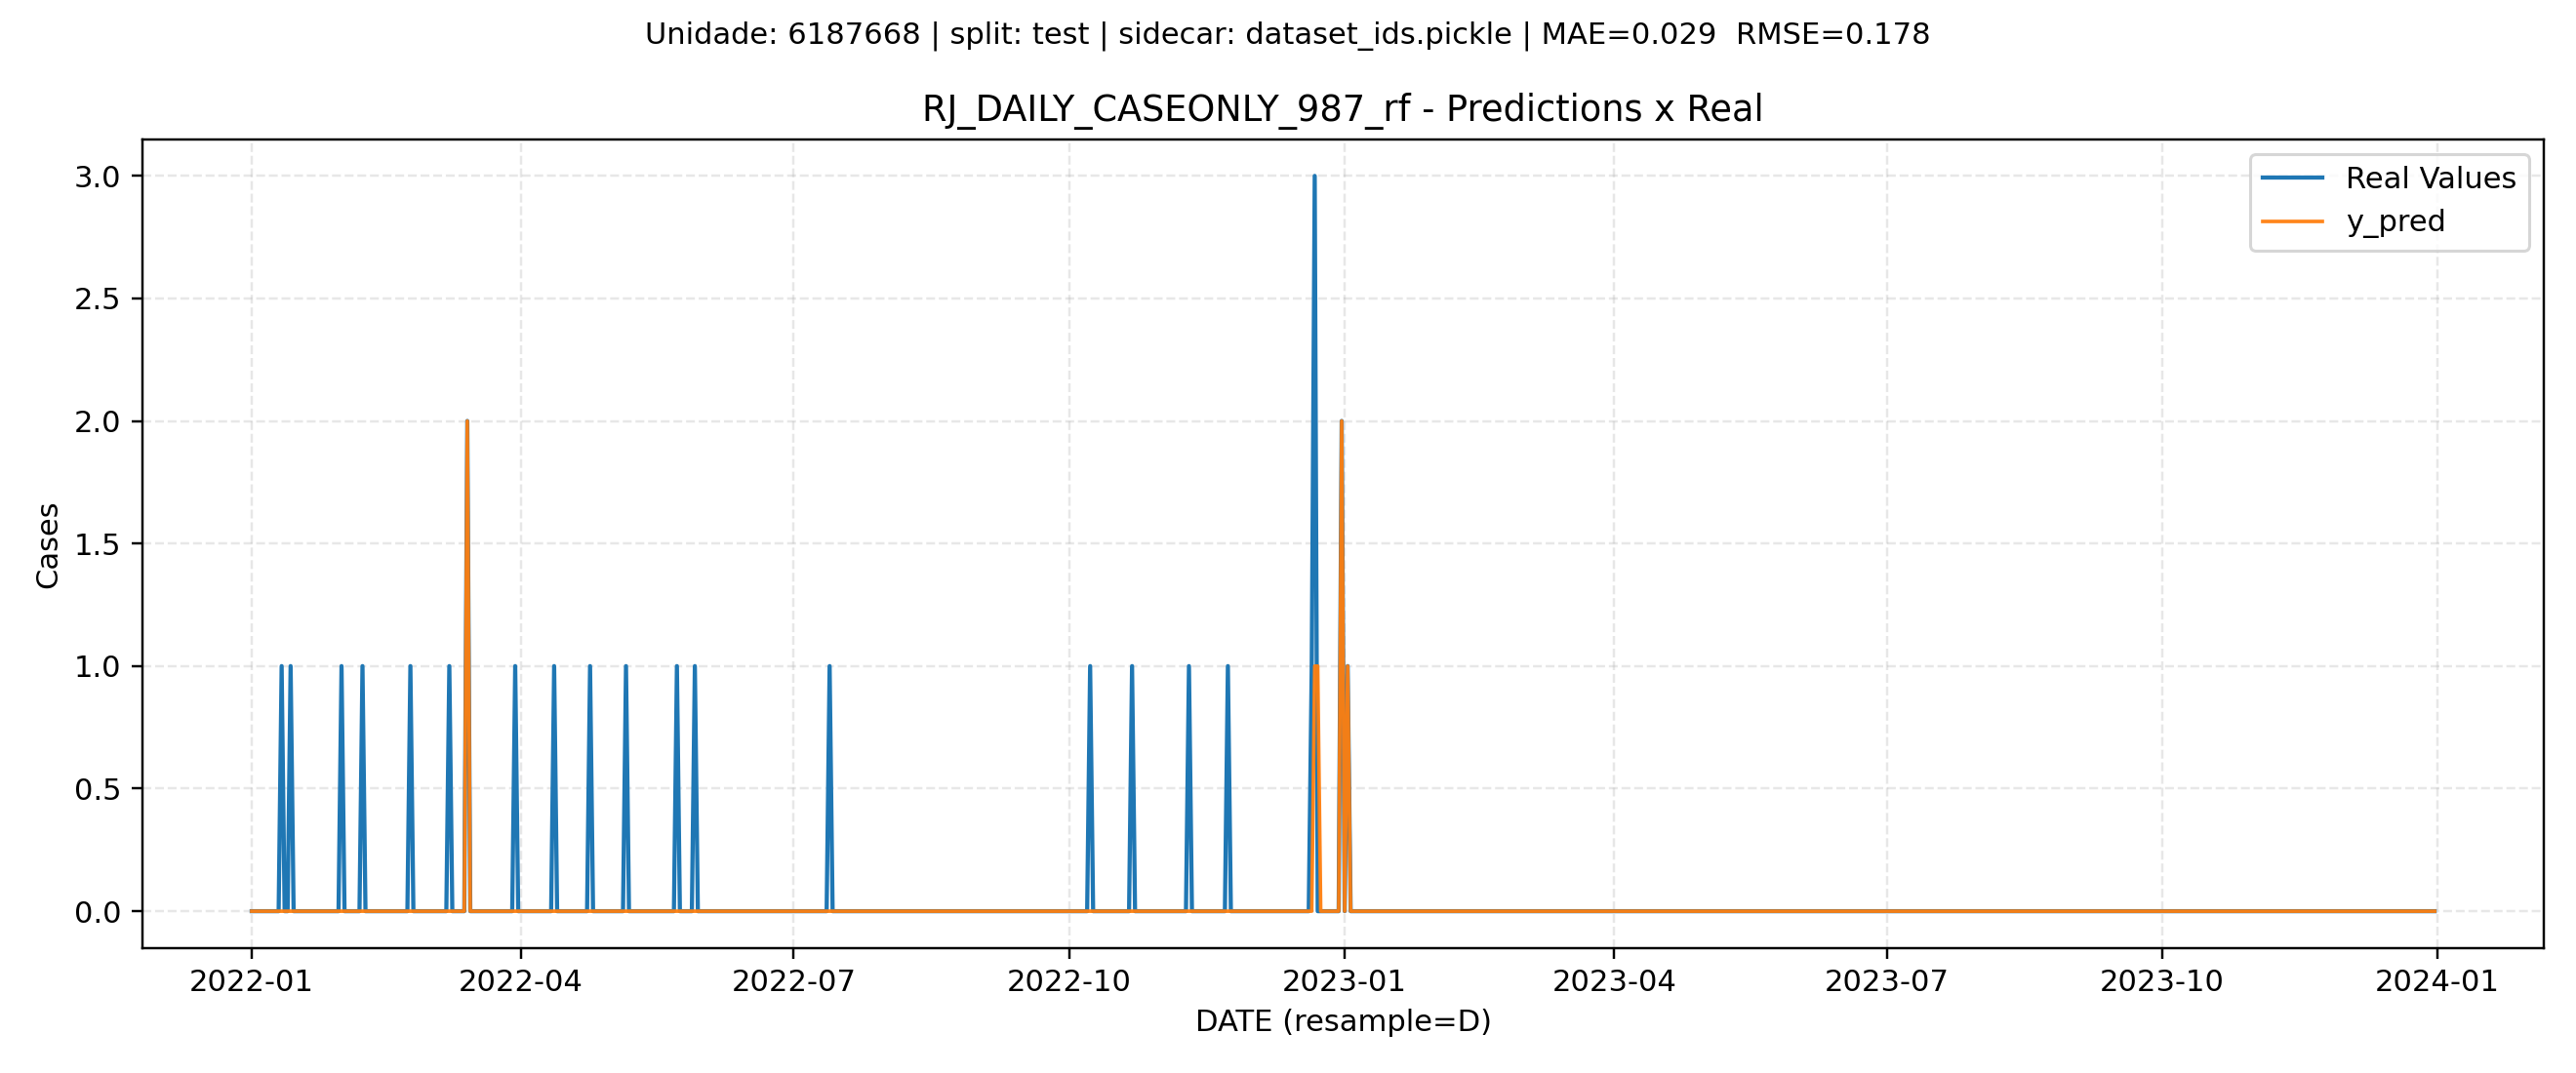 Unidade: 6187668 | split: test | sidecar: dataset_ids.pickle | MAE=0.029  RMSE=0.178
RJ_DAILY_CASEONLY_987_rf - Predictions x Real
Real Values
y_pred
Cases
3.0
2.5
2.0
1.5
1.0
0.5
0.0
2022-01 2022-04 2022-07 2022-10 2023-01 2023-04 2023-07 2023-10 2024-01
DATE (resample=D)